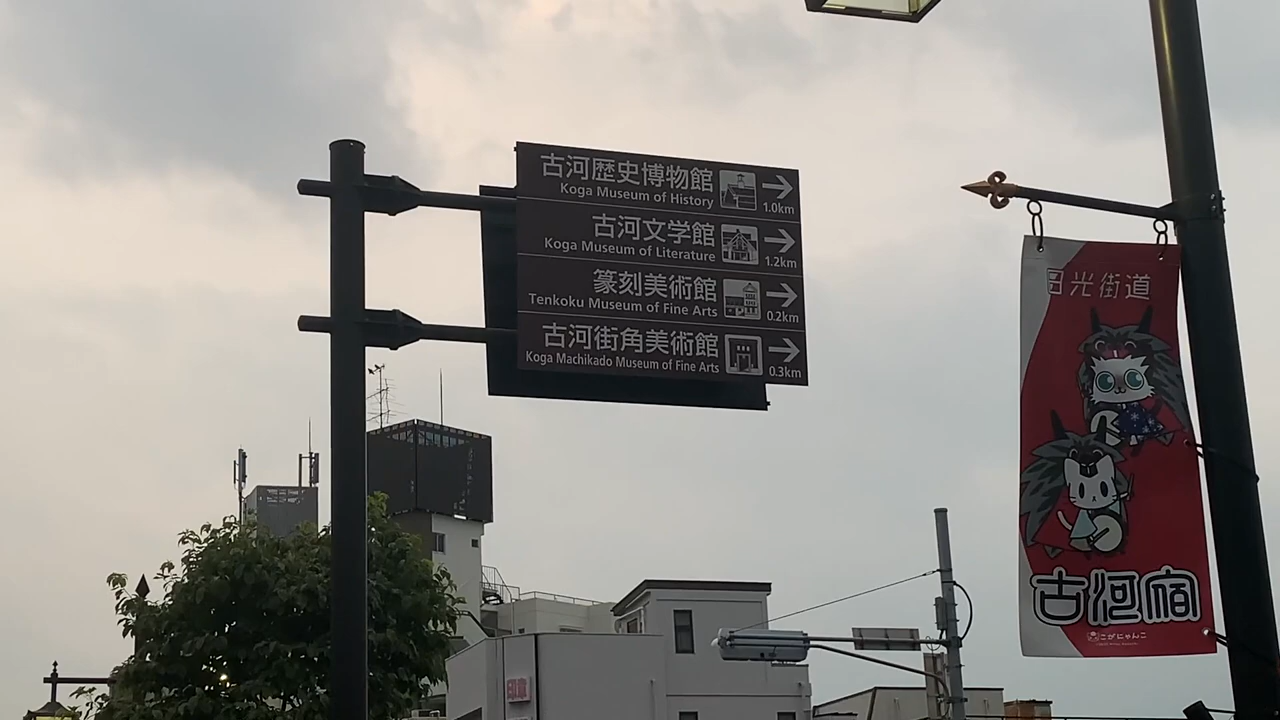 古河歴史博物館
Koga Museum of History
1.0km
古河文学館
Koga Museum of Literature
1.2km
篆刻美術館
Tenkoku Museum of Fine Arts
0.2km
古河街角美術館
Koga Machikado Museum of Fine Arts
0.3km
日光街道
古河宿
こがにゃんこ